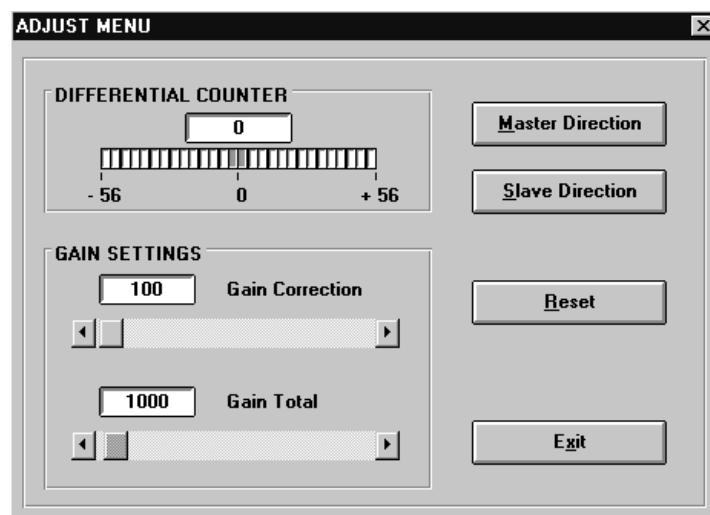 ADJUST MENU
DIFFERENTIAL COUNTER
0
- 56 0 + 56
Master Direction
Slave Direction
GAIN SETTINGS
100 Gain Correction
Reset
1000 Gain Total
Exit